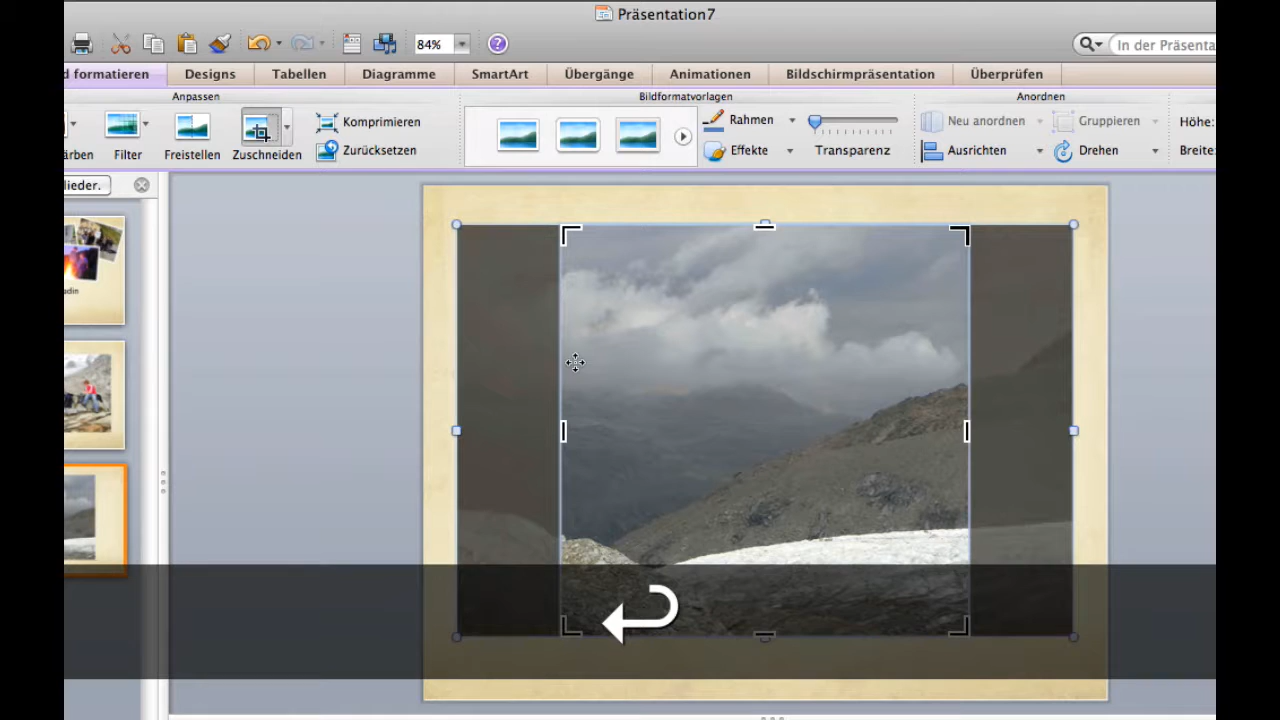 Präsentation7
84%
In der Präsenta
d formatieren Designs Tabellen Diagramme SmartArt Übergänge Animationen Bildschirmpräsentation Überprüfen
Anpassen Bildformatvorlagen Anordnen
Komprimieren Rahmen Neu anordnen Gruppieren Höhe:
ärben Filter Freistellen Zuschneiden Zurücksetzen Effekte Transparenz Ausrichten Drehen Breite:
lieder.
adin